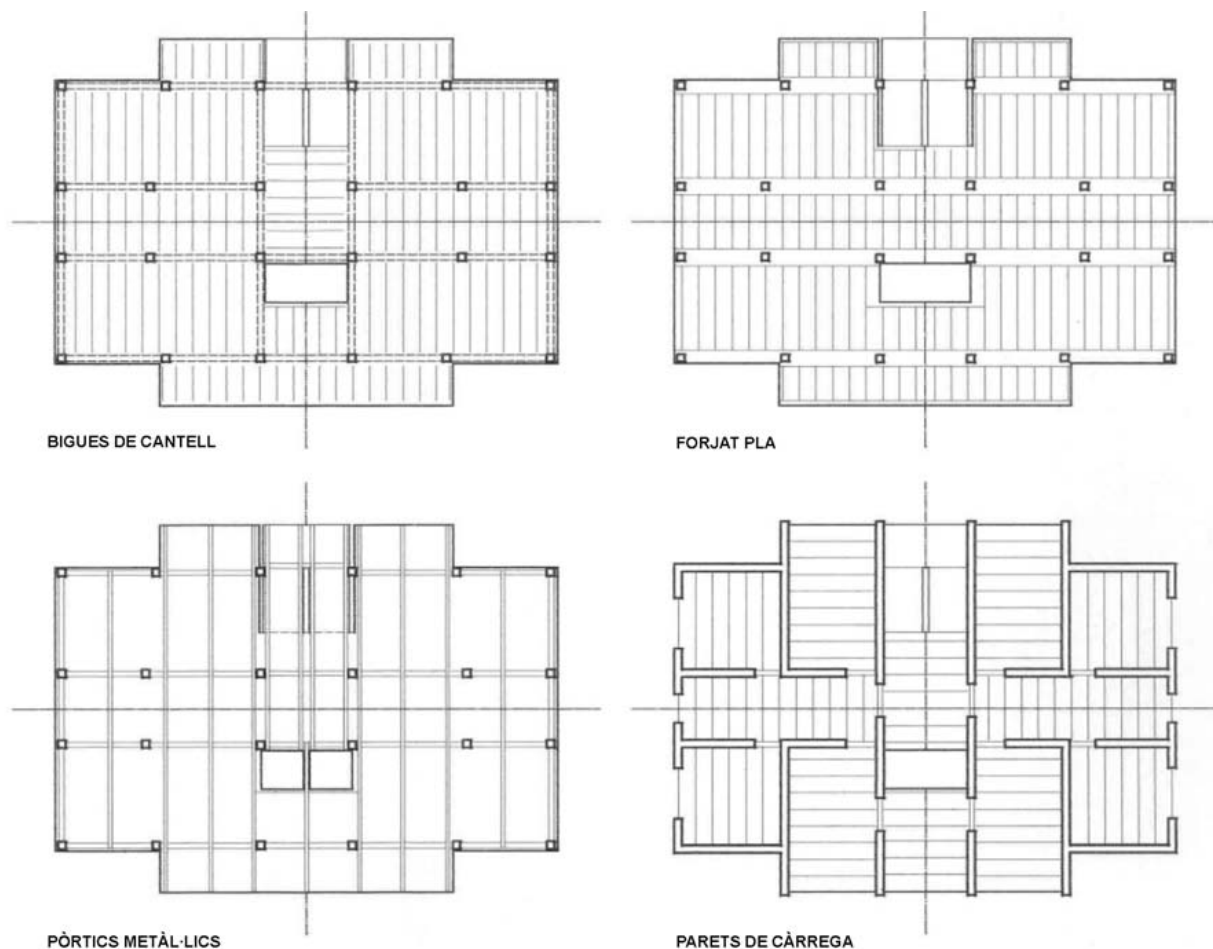 BIGUES DE CANTELL
FORJAT PLA
PÒRTICS METÀL·LICS
PARETS DE CÀRREGA